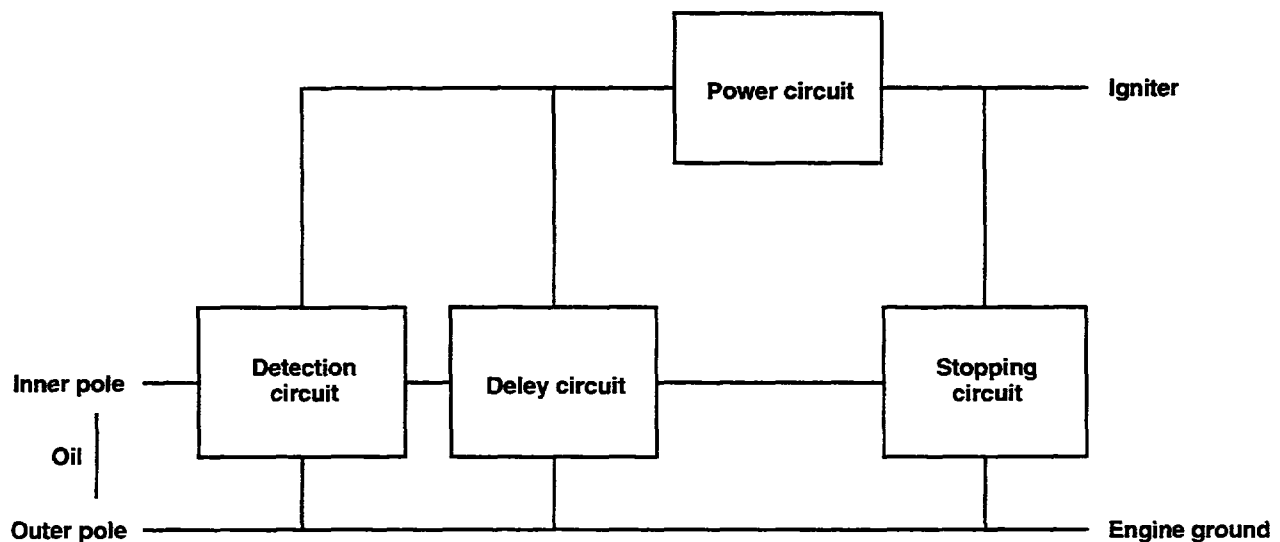 Power circuit
Igniter
Detection
circuit
Deley circuit
Stopping
circuit
Inner pole
Oil
Outer pole
Engine ground